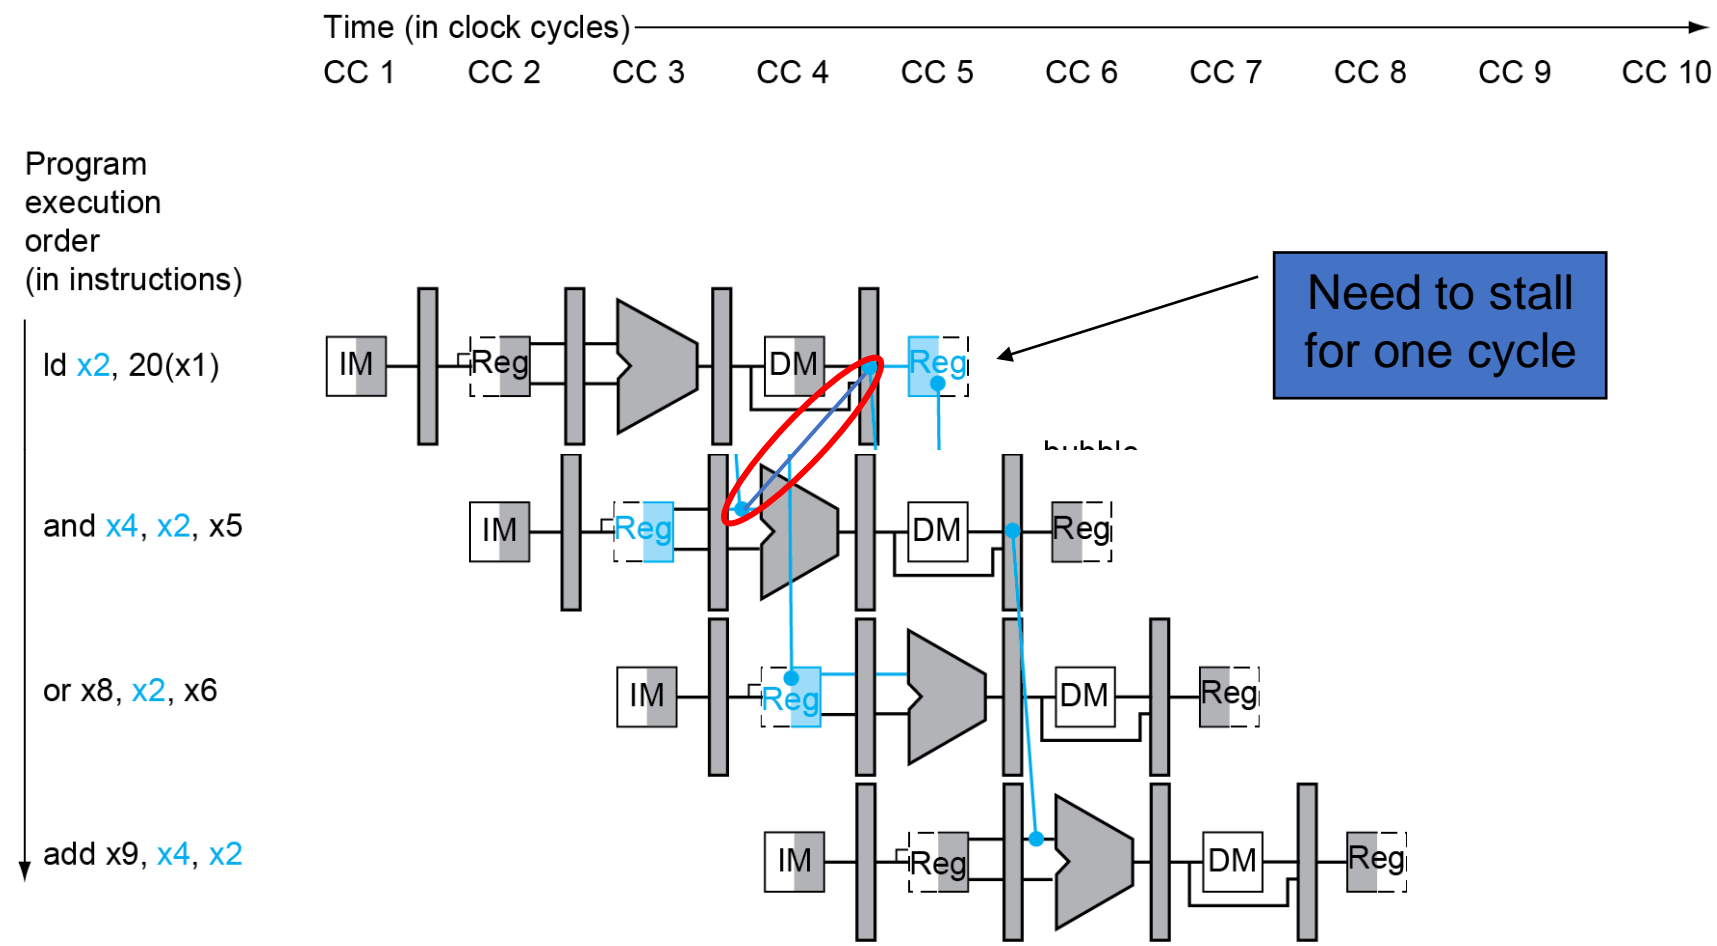 Time (in clock cycles)
CC 1 CC 2 CC 3 CC 4 CC 5 CC 6 CC 7 CC 8 CC 9 CC 10
Program
execution
order
(in instructions)
Need to stall
for one cycle
ld x2, 20(x1)
IM Reg DM Reg
bubble
and x4, x2, x5
IM Reg DM Reg
or x8, x2, x6
IM Reg DM Reg
add x9, x4, x2
IM Reg DM Reg